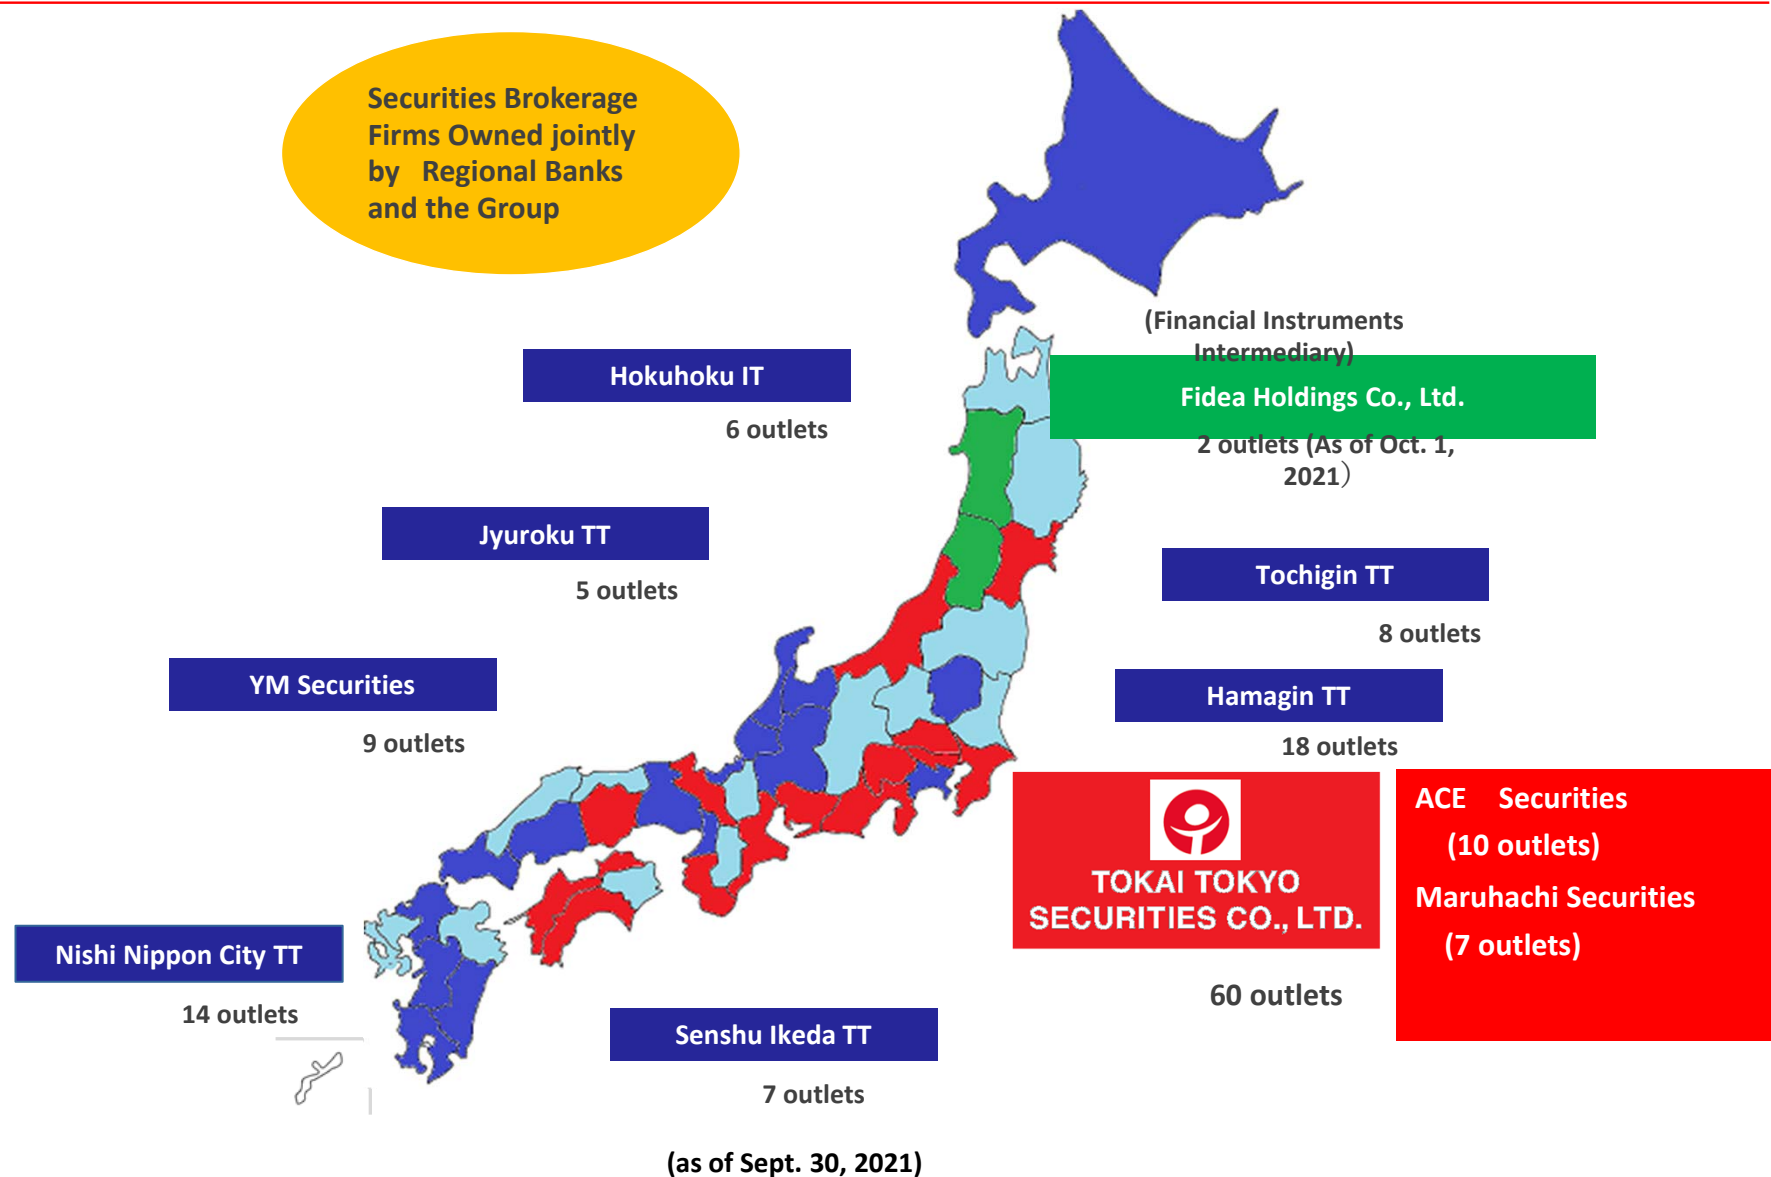 Securities Brokerage
Firms Owned jointly
by Regional Banks
and the Group
(Financial Instruments
Intermediary)
Hokuhoku IT
Fidea Holdings Co., Ltd.
6 outlets
2 outlets (As of Oct. 1,
2021）
Jyuroku TT
5 outlets
Tochigin TT
8 outlets
YM Securities
9 outlets
Hamagin TT
18 outlets
TOKAI TOKYO
SECURITIES CO., LTD.
60 outlets
ACE Securities
(10 outlets)
Maruhachi Securities
(7 outlets)
Nishi Nippon City TT
14 outlets
Senshu Ikeda TT
7 outlets
(as of Sept. 30, 2021)